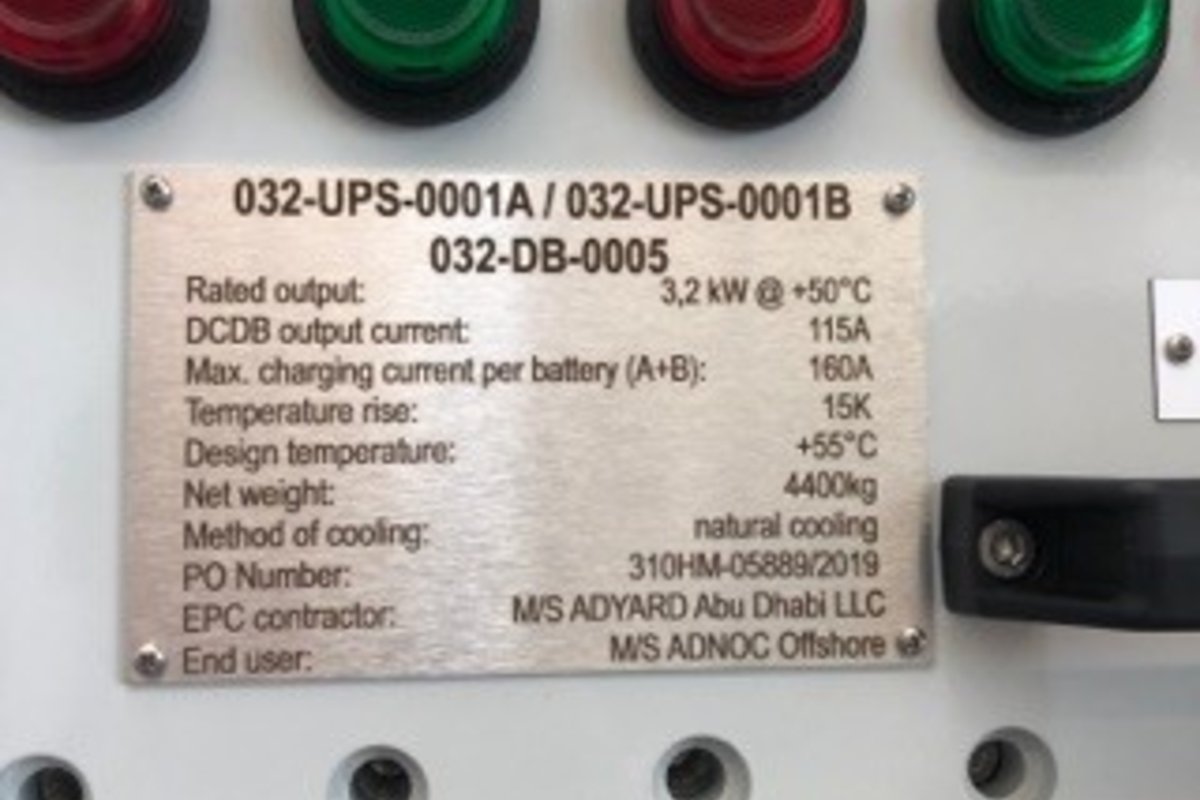 032-UPS-0001A / 032-UPS-0001B
032-DB-0005
Rated output: 3,2 kW @ +50°C
DCDB output current: 115A
Max. charging current per battery (A+B): 160A
Temperature rise: 15K
Design temperature: +55°C
Net weight: 4400kg
Method of cooling: natural cooling
PO Number: 310HM-05889/2019
EPC contractor: M/S ADYARD Abu Dhabi LLC
End user: M/S ADNOC Offshore